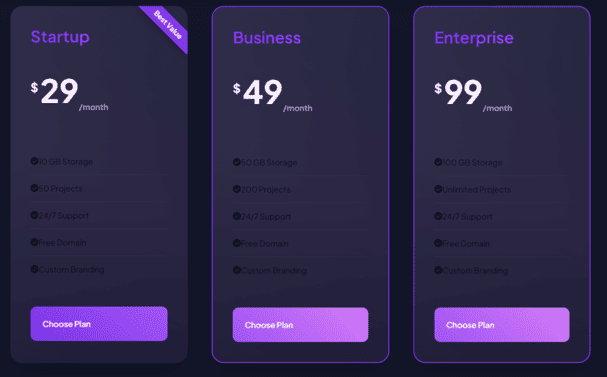 Startup
Best Value
$29/month
10 GB Storage
50 Projects
24/7 Support
Free Domain
Custom Branding
Choose Plan
Business
$49/month
50 GB Storage
200 Projects
24/7 Support
Free Domain
Custom Branding
Choose Plan
Enterprise
$99/month
100 GB Storage
Unlimited Projects
24/7 Support
Free Domain
Custom Branding
Choose Plan